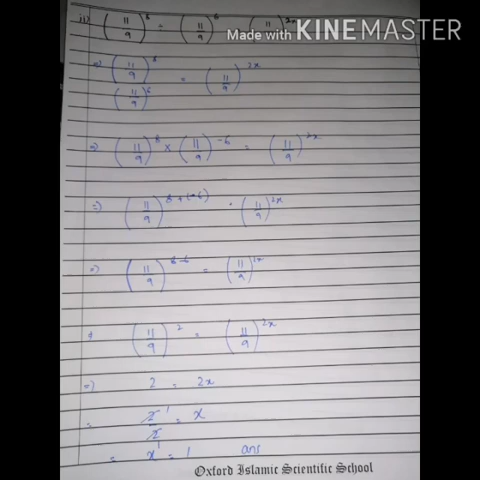 ii) (11/9)^8 ÷ (11/9)^6 = (11/9)^2x
Made with KINEMASTER
⇒ (11/9)^8 / (11/9)^6 = (11/9)^2x
⇒ (11/9)^8 × (11/9)^-6 = (11/9)^2x
⇒ (11/9)^8+(-6) = (11/9)^2x
⇒ (11/9)^8-6 = (11/9)^2x
⇒ (11/9)^2 = (11/9)^2x
⇒ 2 = 2x
= 2 1/2 1 = x
= x = 1 ans
Oxford Islamic Scientific School